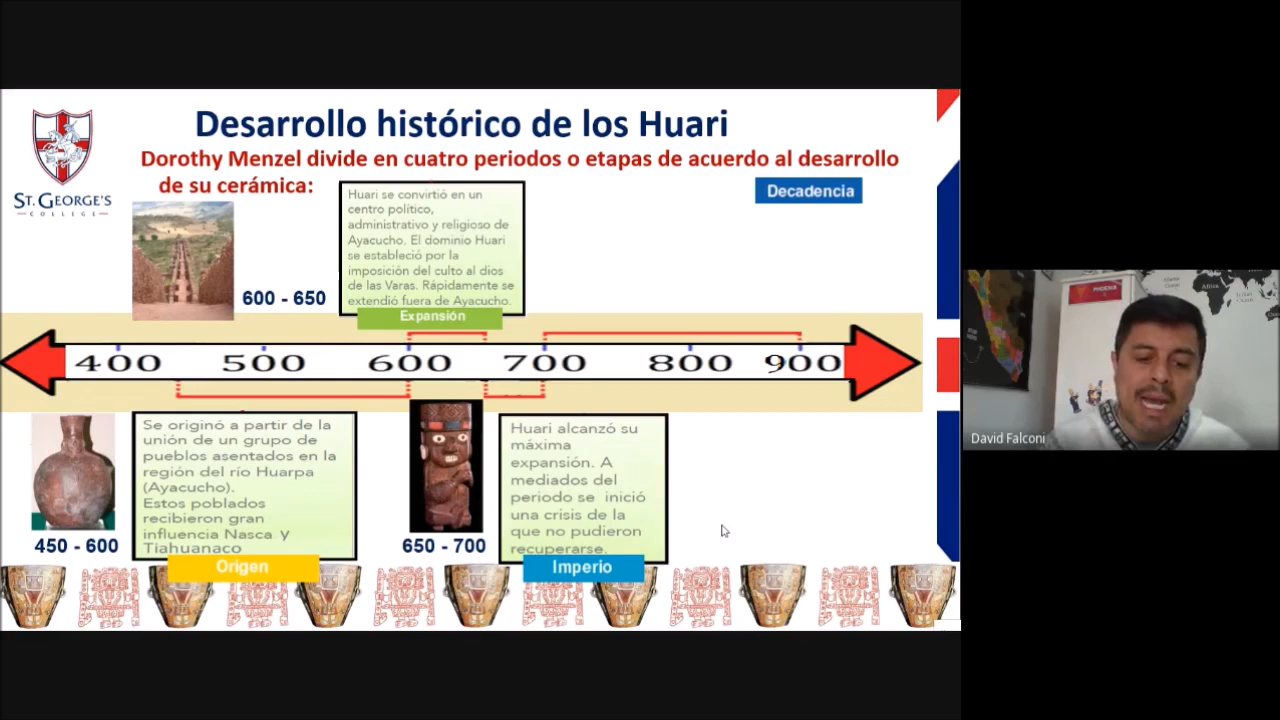 Desarrollo histórico de los Huari
Dorothy Menzel divide en cuatro periodos o etapas de acuerdo al desarrollo
de su cerámica:
ST. GEORGE'S
COLLEGE
Decadencia
Huari se convirtió en un
centro político,
administrativo y religioso de
Ayacucho. El dominio Huari
se estableció por la
imposición del culto al dios
de las Varas. Rápidamente se
extendió fuera de Ayacucho.
600 - 650
Expansión
400 500 600 700 800 900
Se originó a partir de la
unión de un grupo de
pueblos asentados en la
región del río Huarpa
(Ayacucho).
Estos poblados
recibieron gran
influencia Nasca y
Tiahuanaco
450 - 600
Origen
Huari alcanzó su
máxima
expansión. A
mediados del
periodo se inició
una crisis de la
que no pudieron
recuperarse.
650 - 700
Imperio
PHOENIX
David Falconi